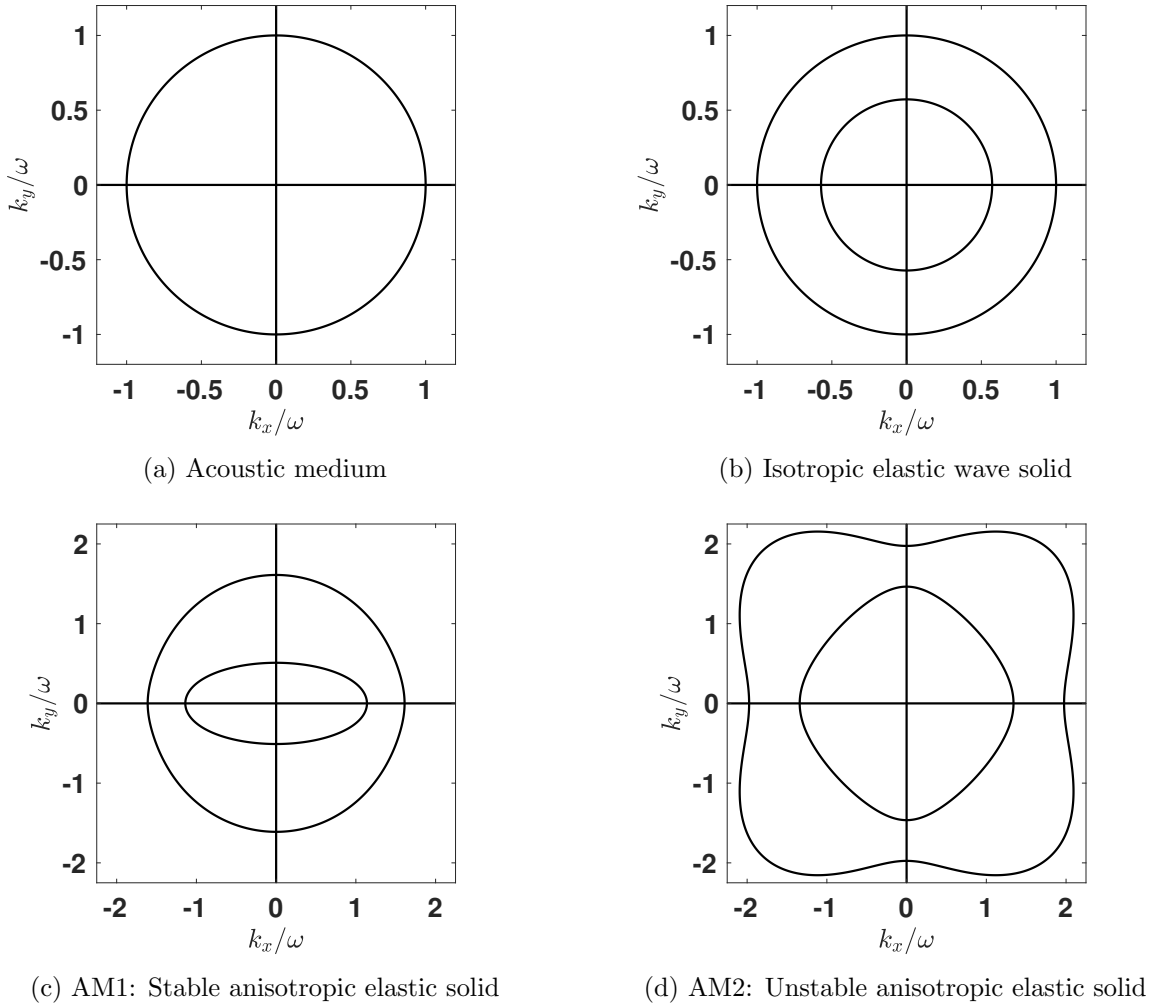 1
0.5
0
-0.5
-1
k_y/ω
-1 -0.5 0 0.5 1
k_x/ω
(a) Acoustic medium
1
0.5
0
-0.5
-1
k_y/ω
-1 -0.5 0 0.5 1
k_x/ω
(b) Isotropic elastic wave solid
2
1
0
-1
-2
k_y/ω
-2 -1 0 1 2
k_x/ω
(c) AM1: Stable anisotropic elastic solid
2
1
0
-1
-2
k_y/ω
-2 -1 0 1 2
k_x/ω
(d) AM2: Unstable anisotropic elastic solid